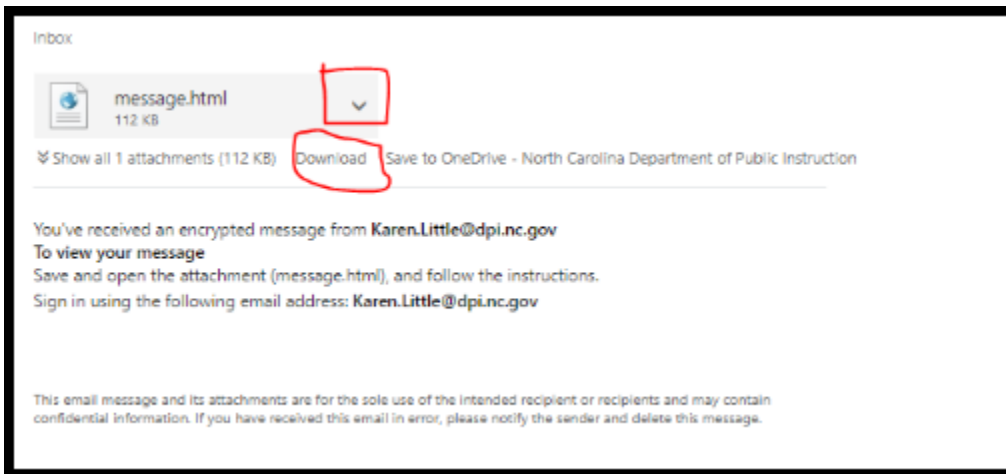 Inbox
message.html
112 KB
Show all 1 attachments (112 KB) Download Save to OneDrive - North Carolina Department of Public Instruction
You've received an encrypted message from Karen.Little@dpi.nc.gov
To view your message
Save and open the attachment (message.html), and follow the instructions.
Sign in using the following email address: Karen.Little@dpi.nc.gov
This email message and its attachments are for the sole use of the intended recipient or recipients and may contain
confidential information. If you have received this email in error, please notify the sender and delete this message.